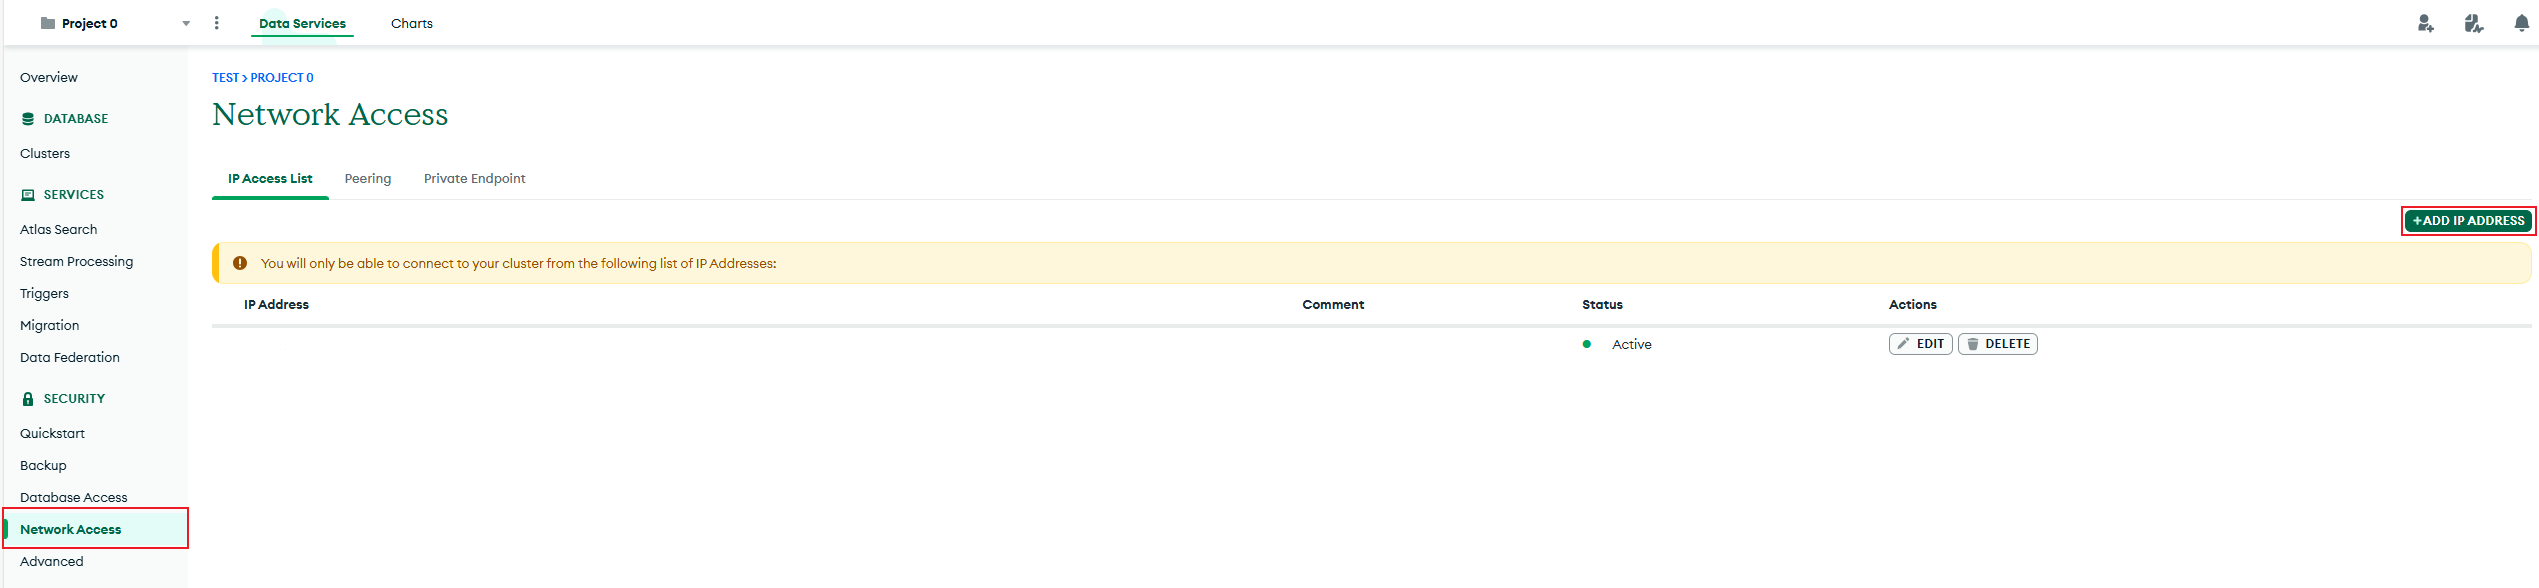 Project 0
Data Services
Charts
Overview
DATABASE
Clusters
SERVICES
Atlas Search
Stream Processing
Triggers
Migration
Data Federation
SECURITY
Quickstart
Backup
Database Access
Network Access
Advanced
TEST > PROJECT 0
Network Access
IP Access List
Peering
Private Endpoint
+ADD IP ADDRESS
You will only be able to connect to your cluster from the following list of IP Addresses:
IP Address
Comment
Status
Actions
Active
EDIT
DELETE